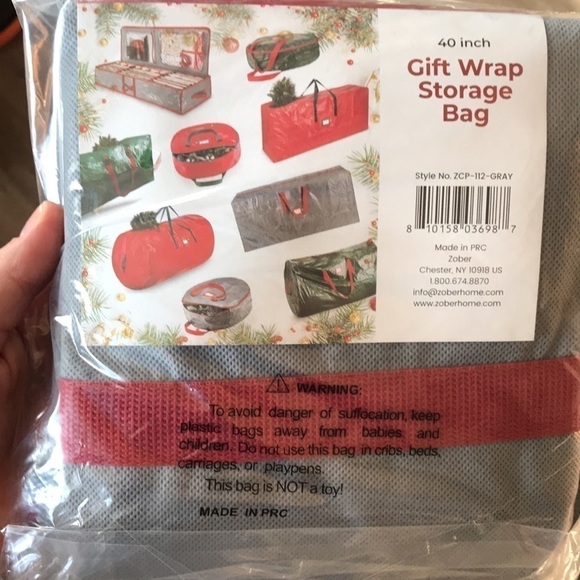 40 inch
Gift Wrap
Storage
Bag
Style No. ZCP-112-GRAY
8 10158 03698 7
Made in PRC
Zober
Chester, NY 10918 US
1.800.674.8870
info@zoberhome.com
www.zoberhome.com
WARNING:
To avoid danger of suffocation, keep
plastic bags away from babies and
children. Do not use this bag in cribs, beds,
carriages, or playpens.
This bag is NOT a toy!
MADE IN PRC